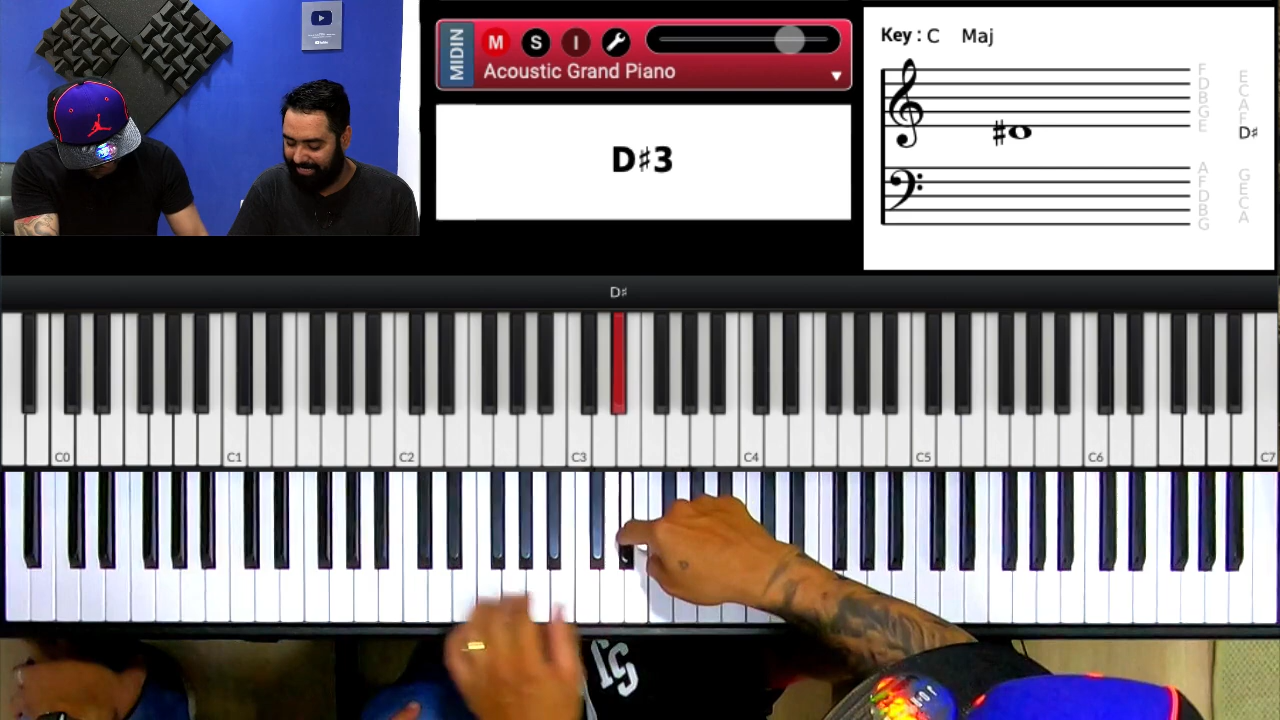 MIDIN
M S I
Acoustic Grand Piano
D♯3
Key : C Maj
F
D
B
G
E
E
C
A
F
D♯
A
F
D
B
G
G
E
C
A
D♯
C0 C1 C2 C3 C4 C5 C6 C7